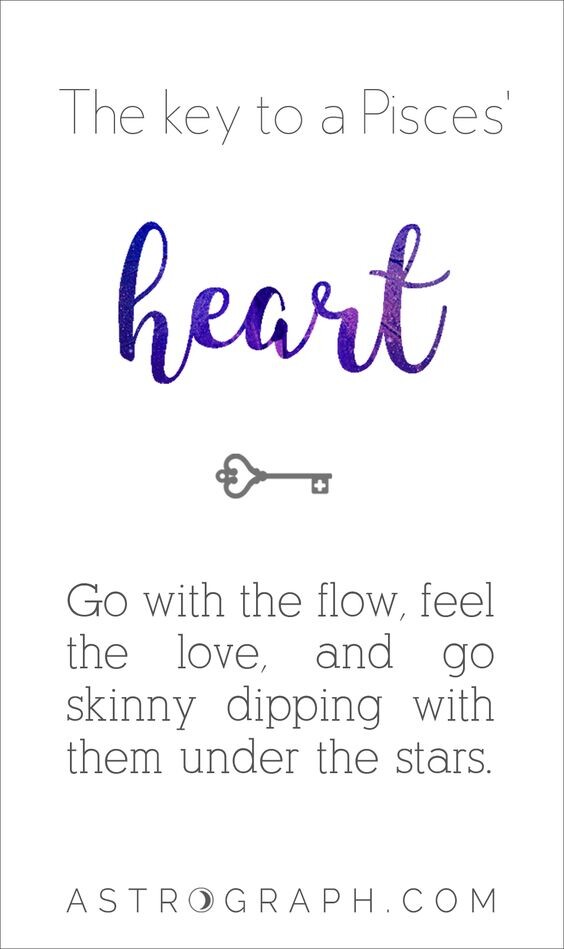 The key to a Pisces'
heart
Go with the flow, feel
the love, and go
skinny dipping with
them under the stars.
ASTROGRAPH.COM